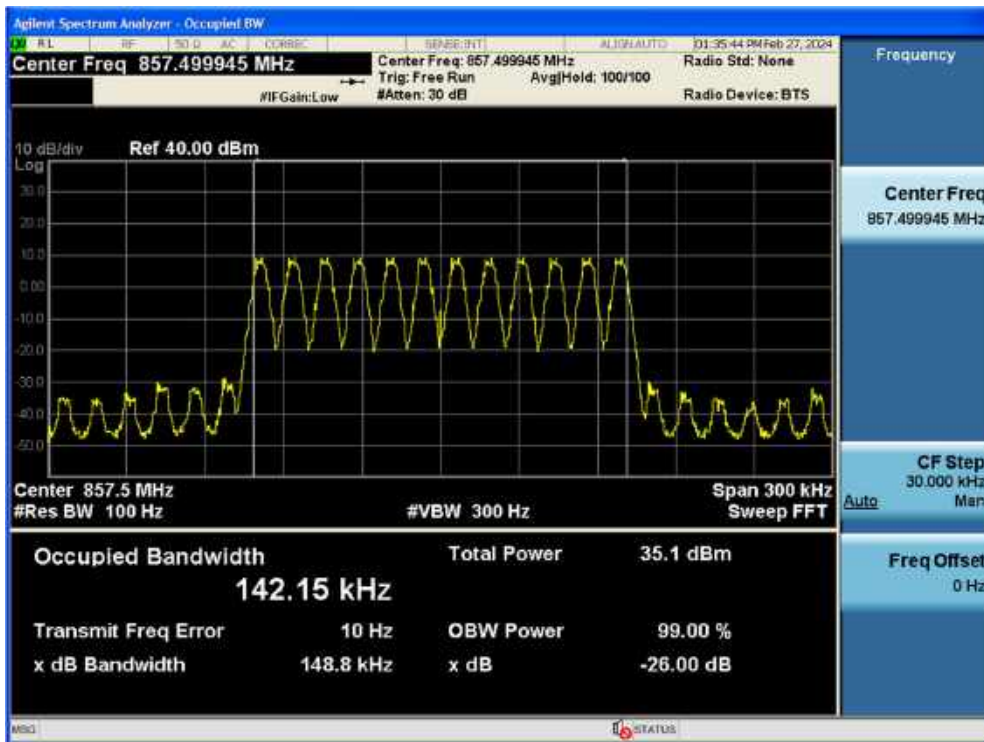 Agilent Spectrum Analyzer - Occupied BW
RL RF 50 Ω AC CORREC SENSE:INT ALIGN AUTO 01:35:44 PM Feb 27, 2024
Center Freq 857.499945 MHz
Center Freq: 857.499945 MHz
Radio Std: None
Trig: Free Run Avg|Hold: 100/100
#IFGain:Low
#Atten: 30 dB
Radio Device: BTS
10 dB/div Ref 40.00 dBm
Log
30.0
20.0
10.0
0.00
-10.0
-20.0
-30.0
-40.0
-50.0
Center 857.5 MHz
Span 300 kHz
#Res BW 100 Hz
#VBW 300 Hz
Sweep FFT
Occupied Bandwidth
142.15 kHz
Total Power 35.1 dBm
Transmit Freq Error 10 Hz
OBW Power 99.00 %
x dB Bandwidth 148.8 kHz
x dB -26.00 dB
MSG
STATUS
Frequency
Center Freq
857.499945 MHz
CF Step
30.000 kHz
Auto Man
Freq Offset
0 Hz